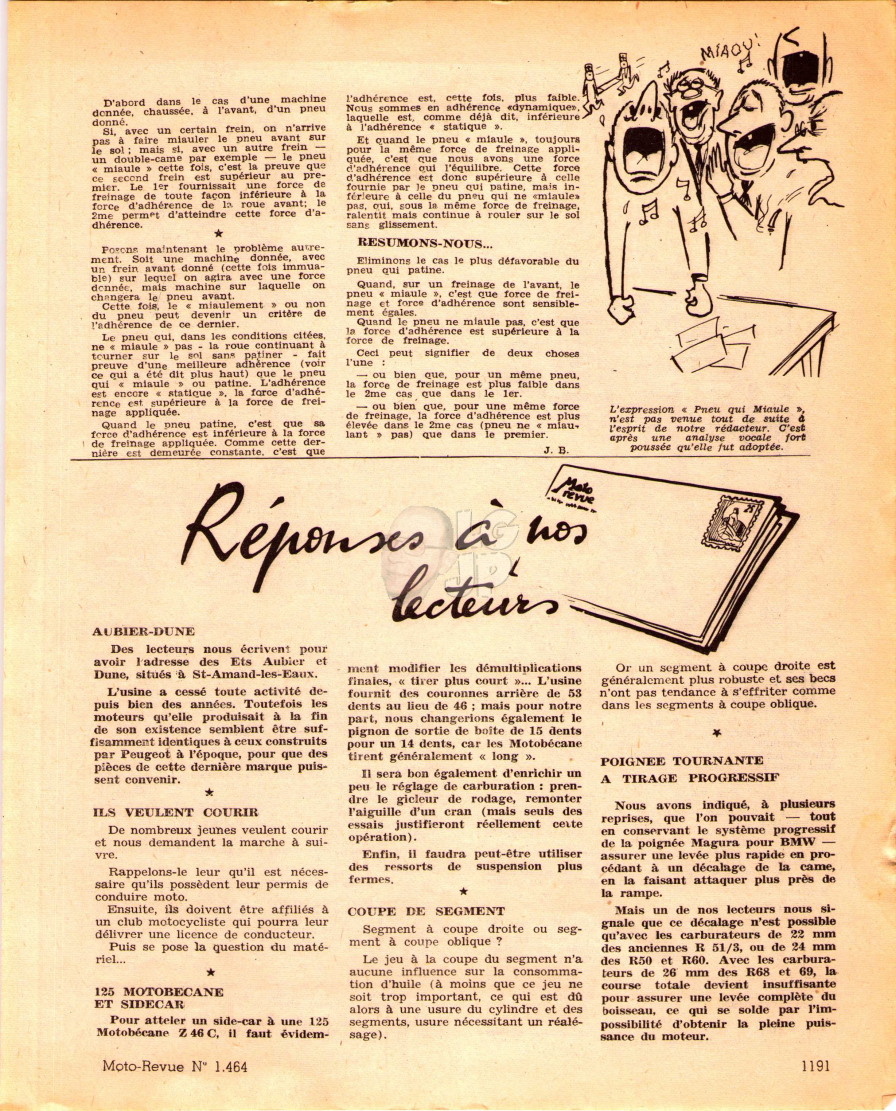 D'abord dans le cas d'une machine
donnée, chaussée, à l'avant, d'un pneu
donné.
Si, avec un certain frein, on n'arrive
pas à faire miauler le pneu avant sur
le sol ; mais si, avec un autre frein —
un double-came par exemple — le pneu
« miaule » cette fois, c'est la preuve que
ce second frein est supérieur au pre-
mier. Le 1er fournissait une force de
freinage de toute façon inférieure à la
force d'adhérence de la roue avant; le
2me permet d'atteindre cette force d'a-
dhérence.
★
Posons maintenant le problème autre-
ment. Soit une machine donnée, avec
un frein avant donné (cette fois immua-
ble) sur lequel on agira avec une force
donnée, mais machine sur laquelle on
changera le pneu avant.
Cette fois, le « miaulement » ou non
du pneu peut devenir un critère de
l'adhérence de ce dernier.
Le pneu qui, dans les conditions citées,
ne « miaule » pas - la roue continuant à
tourner sur le sol sans patiner - fait
preuve d'une meilleure adhérence (voir
ce qui a été dit plus haut) que le pneu
qui « miaule » ou patine. L'adhérence
est encore « statique », la force d'adhé-
rence est supérieure à la force de frei-
nage appliquée.
Quand le pneu patine, c'est que sa
force d'adhérence est inférieure à la force
de freinage appliquée. Comme cette der-
nière est demeurée constante, c'est que
l'adhérence est, cette fois, plus faible.
Nous sommes en adhérence «dynamique»,
laquelle est, comme déjà dit, inférieure
à l'adhérence « statique ».
Et quand le pneu « miaule », toujours
pour la même force de freinage appli-
quée, c'est que nous avons une force
d'adhérence qui l'équilibre. Cette force
d'adhérence est donc supérieure à celle
fournie par le pneu qui patine, mais in-
férieure à celle du pneu qui ne «miaule»
pas, qui, sous la même force de freinage,
ralentit mais continue à rouler sur le sol
sans glissement.
RESUMONS-NOUS...
Eliminons le cas le plus défavorable du
pneu qui patine.
Quand, sur un freinage de l'avant, le
pneu « miaule », c'est que force de frei-
nage et force d'adhérence sont sensible-
ment égales.
Quand le pneu ne miaule pas, c'est que
la force d'adhérence est supérieure à la
force de freinage.
Ceci peut signifier de deux choses
l'une :
— ou bien que, pour un même pneu,
la force de freinage est plus faible dans
le 2me cas que dans le 1er.
— ou bien que, pour une même force
de freinage, la force d'adhérence est plus
élevée dans le 2me cas (pneu ne « miau-
lant » pas) que dans le premier.
J. B.
MIAOU!
L'expression « Pneu qui Miaule »,
n'est pas venue tout de suite à
l'esprit de notre rédacteur. C'est
après une analyse vocale fort
poussée qu'elle fut adoptée.
Réponses à nos
lecteurs
Moto
revue
25
LG
JP
AUBIER-DUNE
Des lecteurs nous écrivent pour
avoir l'adresse des Ets Aubier et
Dune, situés à St-Amand-les-Eaux.
L'usine a cessé toute activité de-
puis bien des années. Toutefois les
moteurs qu'elle produisait à la fin
de son existence semblent être suf-
fisamment identiques à ceux construits
par Peugeot à l'époque, pour que des
pièces de cette dernière marque puis-
sent convenir.
★
ILS VEULENT COURIR
De nombreux jeunes veulent courir
et nous demandent la marche à sui-
vre.
Rappelons-le leur qu'il est néces-
saire qu'ils possèdent leur permis de
conduire moto.
Ensuite, ils doivent être affiliés à
un club motocycliste qui pourra leur
délivrer une licence de conducteur.
Puis se pose la question du maté-
riel...
★
125 MOTOBECANE
ET SIDECAR
Pour atteler un side-car à une 125
Motobécane Z 46 C, il faut évidem-
ment modifier les démultiplications
finales, « tirer plus court »... L'usine
fournit des couronnes arrière de 53
dents au lieu de 46 ; mais pour notre
part, nous changerions également le
pignon de sortie de boîte de 15 dents
pour un 14 dents, car les Motobécane
tirent généralement « long ».
Il sera bon également d'enrichir un
peu le réglage de carburation : pren-
dre le gicleur de rodage, remonter
l'aiguille d'un cran (mais seuls des
essais justifieront réellement cette
opération).
Enfin, il faudra peut-être utiliser
des ressorts de suspension plus
fermes.
★
COUPE DE SEGMENT
Segment à coupe droite ou seg-
ment à coupe oblique ?
Le jeu à la coupe du segment n'a
aucune influence sur la consomma-
tion d'huile (à moins que ce jeu ne
soit trop important, ce qui est dû
alors à une usure du cylindre et des
segments, usure nécessitant un réalé-
sage).
Or un segment à coupe droite est
généralement plus robuste et ses becs
n'ont pas tendance à s'effriter comme
dans les segments à coupe oblique.
★
POIGNEE TOURNANTE
A TIRAGE PROGRESSIF
Nous avons indiqué, à plusieurs
reprises, que l'on pouvait — tout
en conservant le système progressif
de la poignée Magura pour BMW —
assurer une levée plus rapide en pro-
cédant à un décalage de la came,
en la faisant attaquer plus près de
la rampe.
Mais un de nos lecteurs nous si-
gnale que ce décalage n'est possible
qu'avec les carburateurs de 22 mm
des anciennes R 51/3, ou de 24 mm
des R50 et R60. Avec les carbura-
teurs de 26 mm des R68 et 69, la
course totale devient insuffisante
pour assurer une levée complète du
boisseau, ce qui se solde par l'im-
possibilité d'obtenir la pleine puis-
sance du moteur.
Moto-Revue N° 1.464
1191